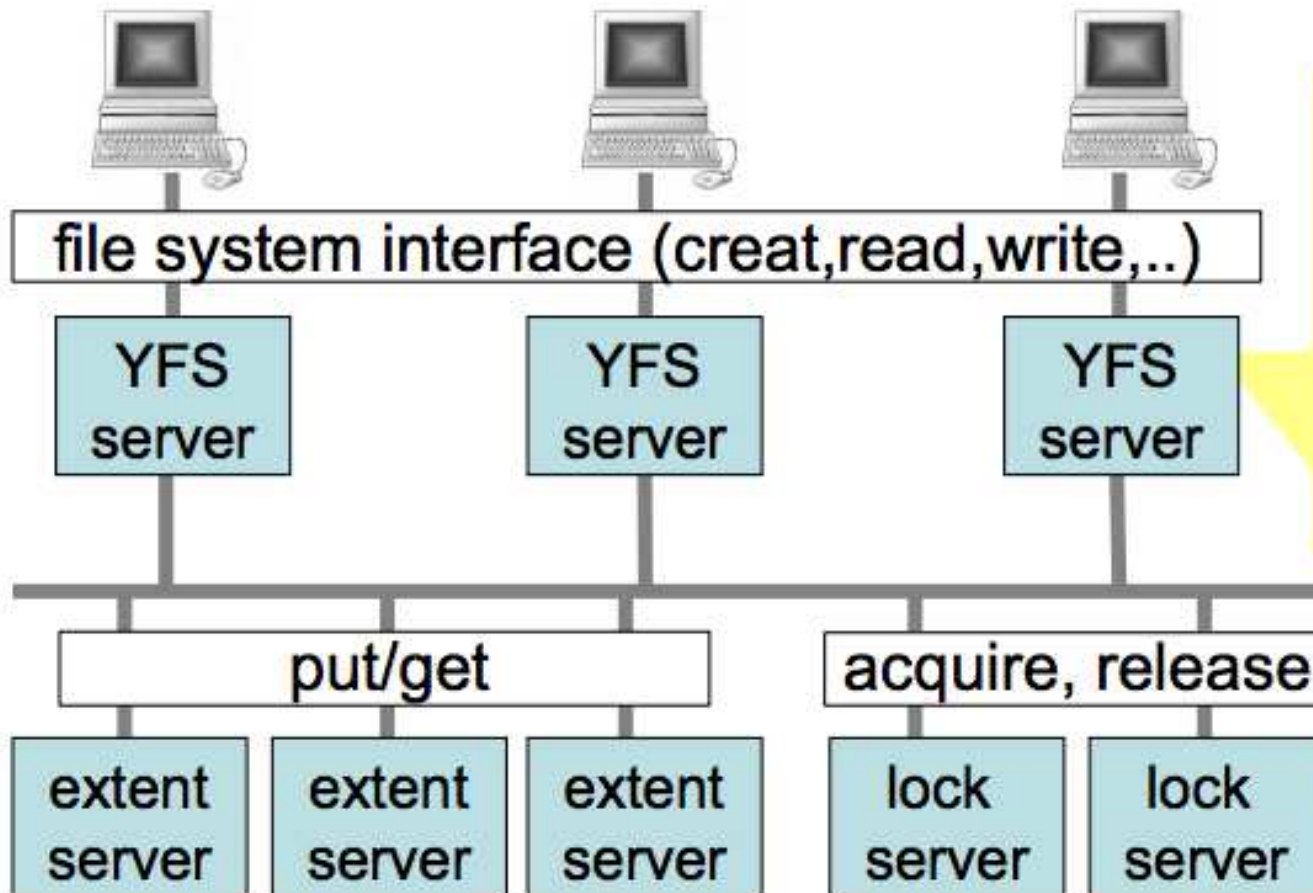 file system interface (creat,read,write,..)
YFS
server
YFS
server
YFS
server
put/get
acquire, release
extent
server
extent
server
extent
server
lock
server
lock
server